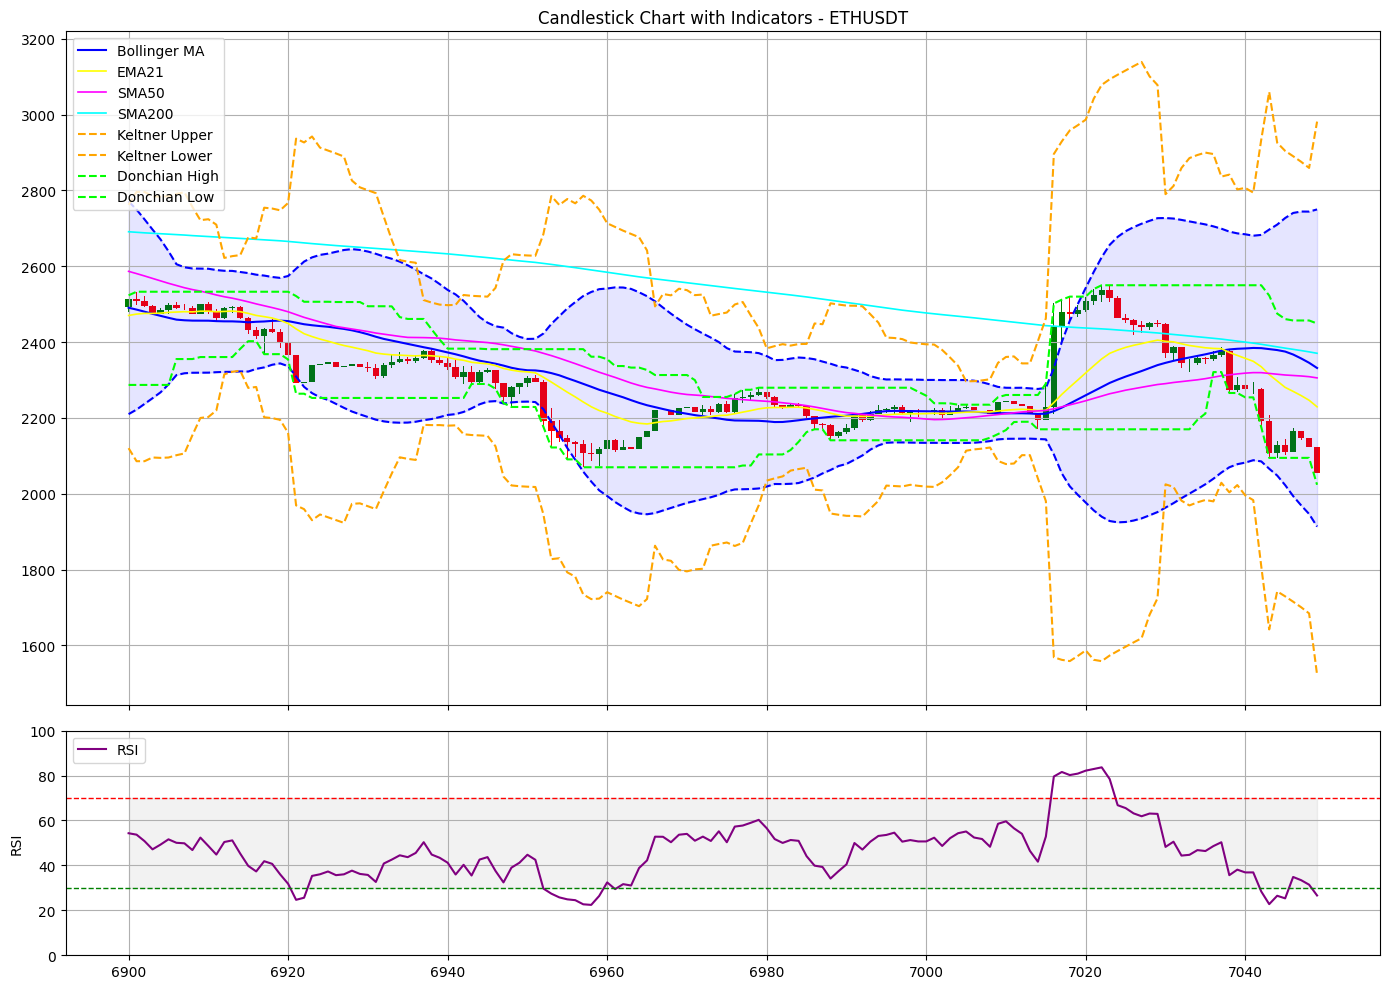 Candlestick Chart with Indicators - ETHUSDT
3200
3000
2800
2600
2400
2200
2000
1800
1600
Bollinger MA
EMA21
SMA50
SMA200
Keltner Upper
Keltner Lower
Donchian High
Donchian Low
100
80
60
40
20
0
RSI
RSI
6900 6920 6940 6960 6980 7000 7020 7040